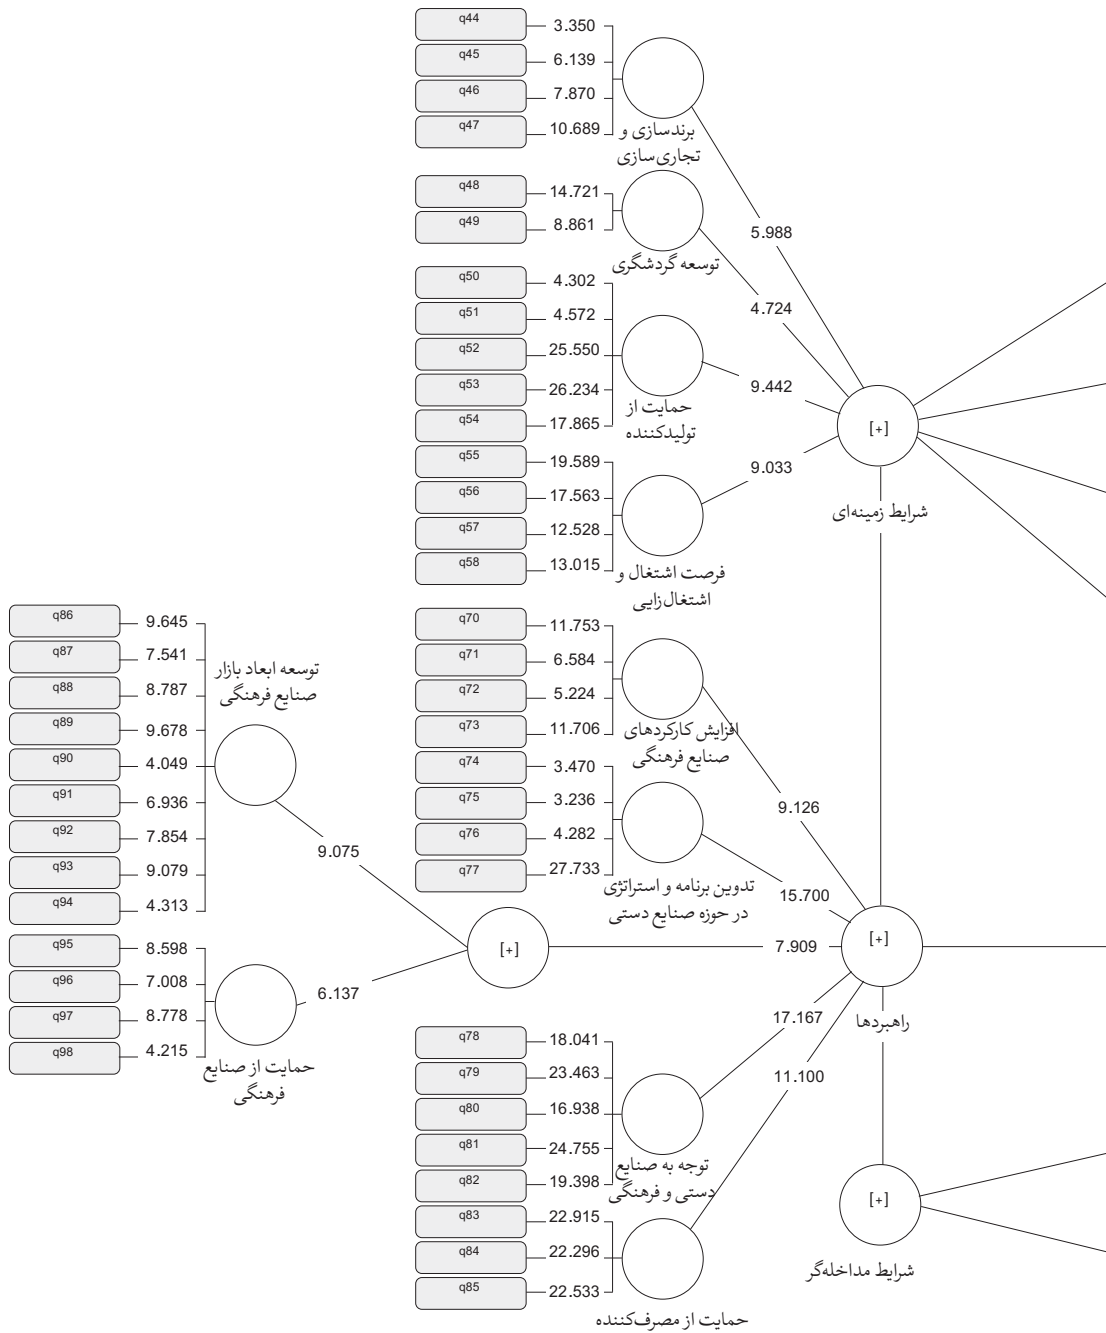 q44 3.350
q45 6.139
q46 7.870
q47 10.689
برندسازی و
تجاری‌سازی
q48 14.721
q49 8.861
توسعه گردشگری
q50 4.302
q51 4.572
q52 25.550
q53 26.234
q54 17.865
حمایت از
تولیدکننده
q55 19.589
q56 17.563
q57 12.528
q58 13.015
فرصت اشتغال و
اشتغال‌زایی
5.988
4.724
9.442
9.033
[+]
شرایط زمینه‌ای
q70 11.753
q71 6.584
q72 5.224
q73 11.706
افزایش کارکردهای
صنایع فرهنگی
q74 3.470
q75 3.236
q76 4.282
q77 27.733
تدوین برنامه و استراتژی
در حوزه صنایع دستی
9.126
15.700
7.909
17.167
11.100
[+]
راهبردها
q86 9.645
q87 7.541
q88 8.787
q89 9.678
q90 4.049
q91 6.936
q92 7.854
q93 9.079
q94 4.313
توسعه ابعاد بازار
صنایع فرهنگی
q95 8.598
q96 7.008
q97 8.778
q98 4.215
حمایت از صنایع
فرهنگی
9.075
6.137
[+]
q78 18.041
q79 23.463
q80 16.938
q81 24.755
q82 19.398
توجه به صنایع
دستی و فرهنگی
q83 22.915
q84 22.296
q85 22.533
حمایت از مصرف‌کننده
[+]
شرایط مداخله‌گر